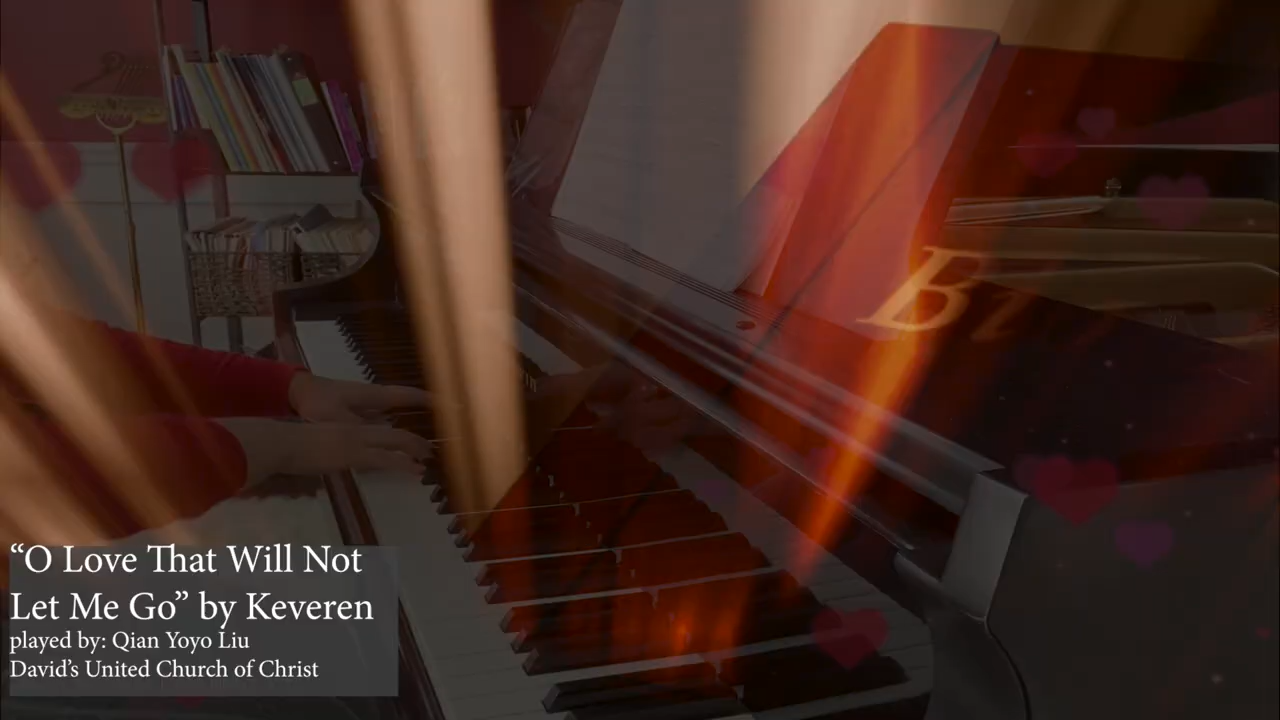 “O Love That Will Not
Let Me Go” by Keveren
played by: Qian Yoyo Liu
David’s United Church of Christ